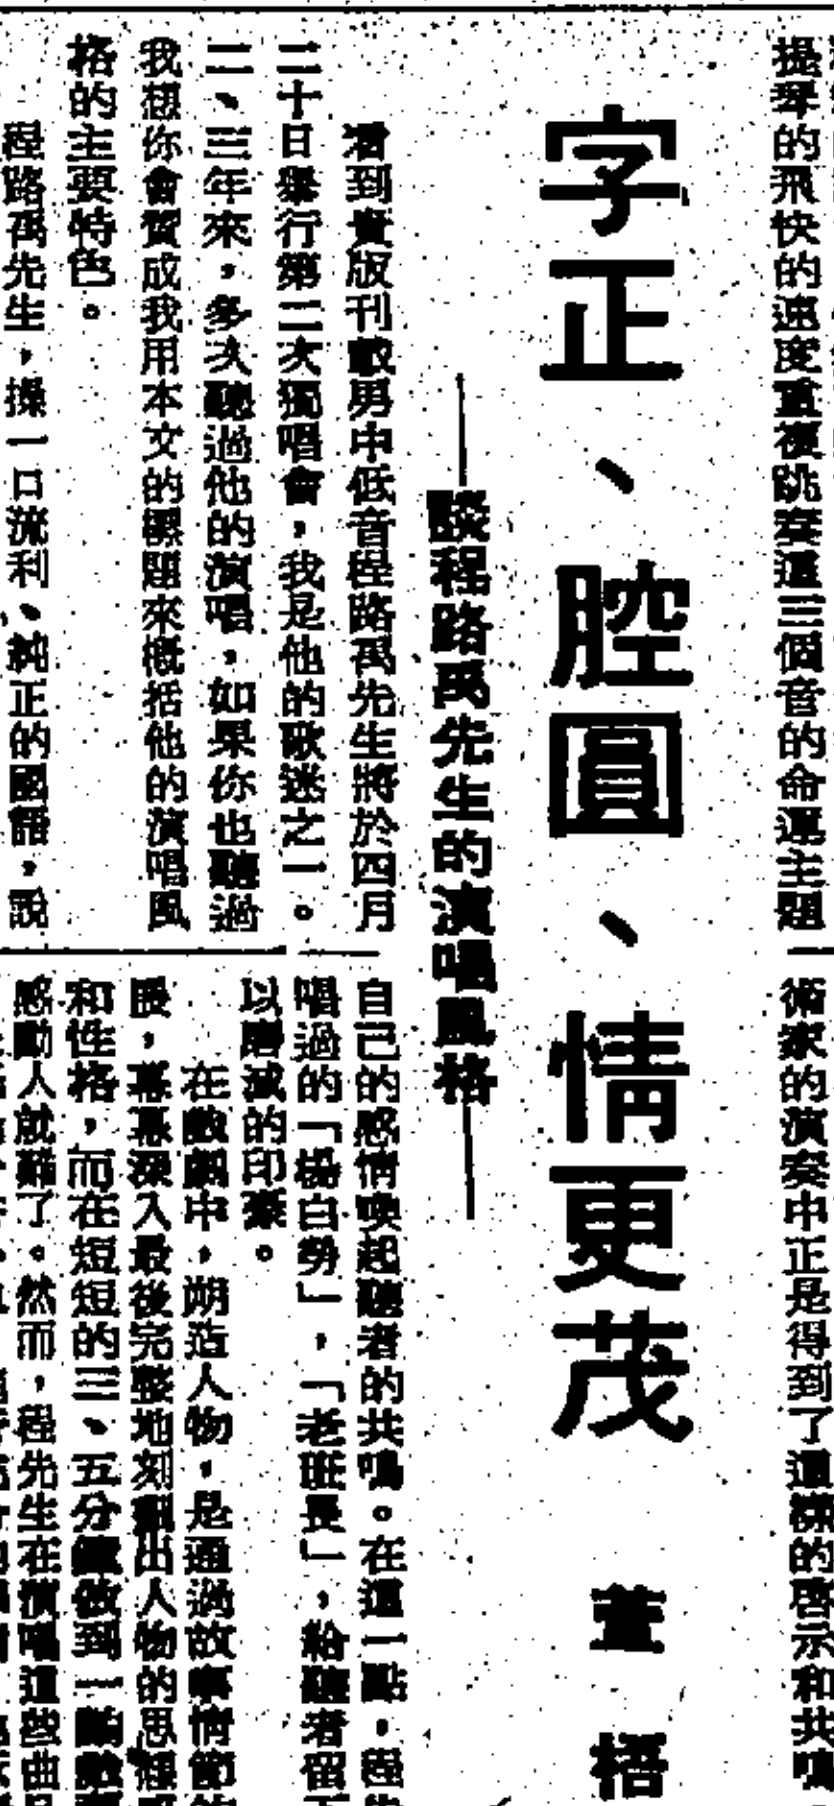 提琴的飛快的速度重複跳奏這三個音的命運主題
術家的演奏中正是得到了這樣的啓示和共鳴
字正、腔圓、情更茂
董 梧
——談程路禹先生的演唱風格——
看到貴版刊載男中低音程路禹先生將於四月
二十日舉行第二次獨唱會，我是他的歌迷之一。
二、三年來，多次聽過他的演唱，如果你也聽過
我想你會贊成我用本文的標題來概括他的演唱風
格的主要特色。
程路禹先生，操一口流利、純正的國語，說
自己的感情喚起聽者的共鳴。在這一點，程
唱過的「楊白勞」，「老班長」，給聽者留
以磨滅的印象。
在戲劇中，塑造人物，是通過故事情節
展，幕幕深入最後完整地刻劃出人物的思想
和性格，而在短短的三、五分鐘做到一點
感動人就難了。然而，程先生在演唱這些曲